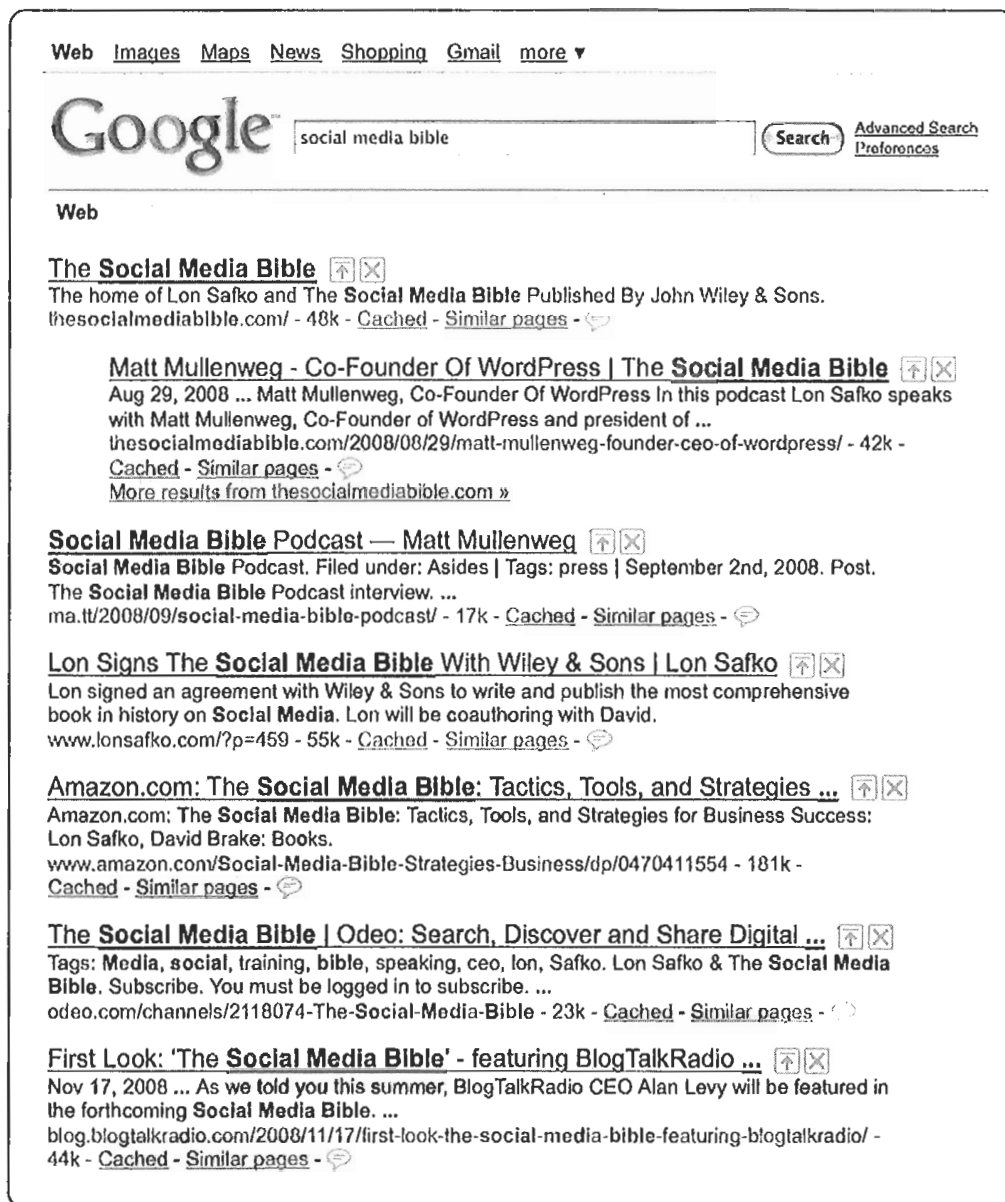 Web Images Maps News Shopping Gmail more ▼
Google™ social media bible Search Advanced Search
Preferences
Web
The Social Media Bible
The home of Lon Safko and The Social Media Bible Published By John Wiley & Sons.
thesocialmediabible.com/ - 48k - Cached - Similar pages -
Matt Mullenweg - Co-Founder Of WordPress | The Social Media Bible
Aug 29, 2008 ... Matt Mullenweg, Co-Founder Of WordPress In this podcast Lon Safko speaks
with Matt Mullenweg, Co-Founder of WordPress and president of ...
thesocialmediabible.com/2008/08/29/matt-mullenweg-founder-ceo-of-wordpress/ - 42k -
Cached - Similar pages -
More results from thesocialmediabible.com »
Social Media Bible Podcast — Matt Mullenweg
Social Media Bible Podcast. Filed under: Asides | Tags: press | September 2nd, 2008. Post.
The Social Media Bible Podcast interview. ...
ma.tt/2008/09/social-media-bible-podcast/ - 17k - Cached - Similar pages -
Lon Signs The Social Media Bible With Wiley & Sons | Lon Safko
Lon signed an agreement with Wiley & Sons to write and publish the most comprehensive
book in history on Social Media. Lon will be coauthoring with David.
www.lonsafko.com/?p=459 - 55k - Cached - Similar pages -
Amazon.com: The Social Media Bible: Tactics, Tools, and Strategies ...
Amazon.com: The Social Media Bible: Tactics, Tools, and Strategies for Business Success:
Lon Safko, David Brake: Books.
www.amazon.com/Social-Media-Bible-Strategies-Business/dp/0470411554 - 181k -
Cached - Similar pages -
The Social Media Bible | Odeo: Search, Discover and Share Digital ...
Tags: Media, social, training, bible, speaking, ceo, lon, Safko. Lon Safko & The Social Media
Bible. Subscribe. You must be logged in to subscribe. ...
odeo.com/channels/2118074-The-Social-Media-Bible - 23k - Cached - Similar pages -
First Look: 'The Social Media Bible' - featuring BlogTalkRadio ...
Nov 17, 2008 ... As we told you this summer, BlogTalkRadio CEO Alan Levy will be featured in
the forthcoming Social Media Bible. ...
blog.blogtalkradio.com/2008/11/17/first-look-the-social-media-bible-featuring-blogtalkradio/ -
44k - Cached - Similar pages -